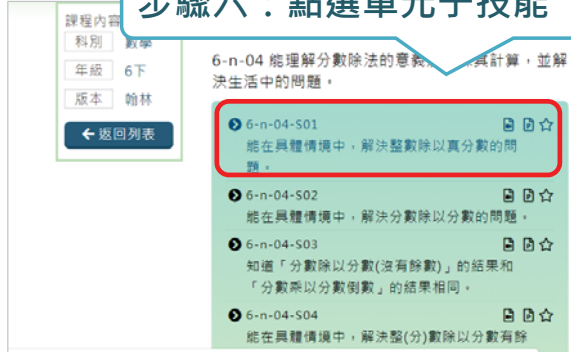 步驟六：點選單元子技能
課程內容
科別 數學
年級 6下
版本 翰林
返回列表
6-n-04 能理解分數除法的意義 其計算，並解
決生活中的問題。
6-n-04-S01
能在具體情境中，解決整數除以真分數的問
題。
6-n-04-S02
能在具體情境中，解決分數除以分數的問題。
6-n-04-S03
知道「分數除以分數(沒有餘數)」的結果和
「分數乘以分數倒數」的結果相同。
6-n-04-S04
能在具體情境中，解決整(分)數除以分數有餘